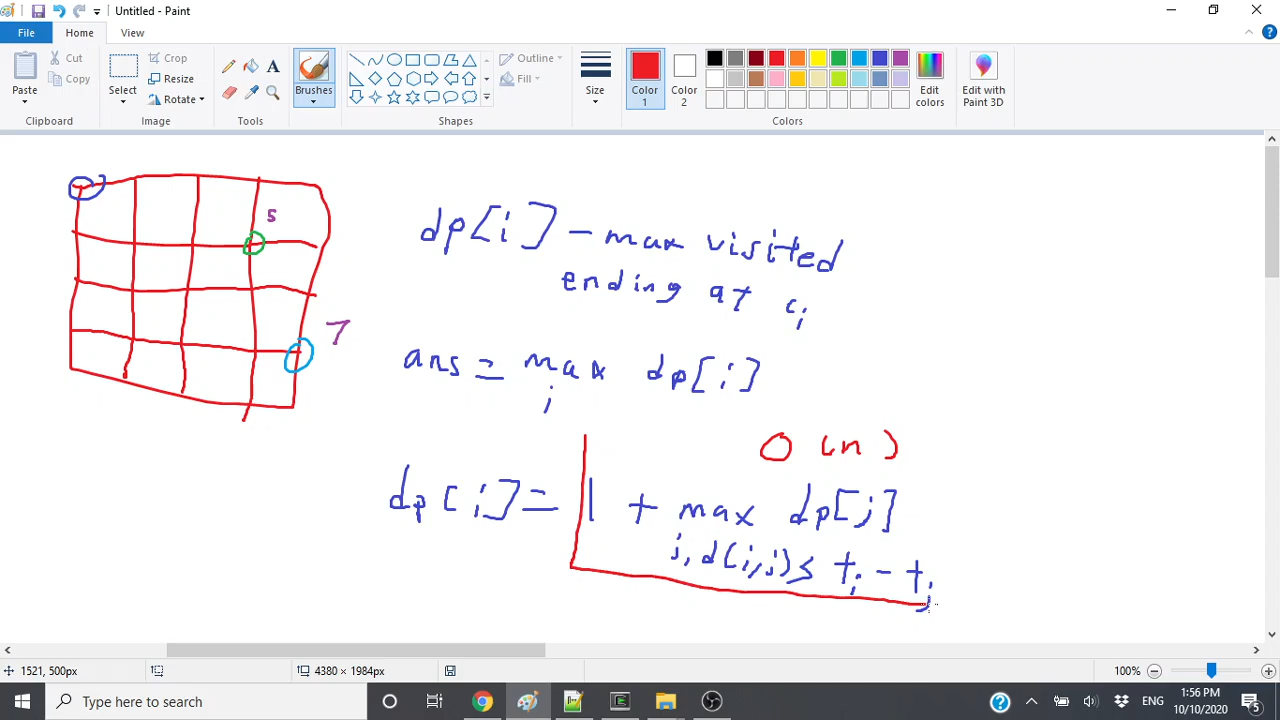 Untitled - Paint
File
Home
View
Paste
Cut
Copy
Clipboard
Select
Crop
Resize
Rotate
Image
A
Tools
Brushes
Shapes
Outline
Fill
Size
Color 1
Color 2
Edit colors
Edit with Paint 3D
Colors
5
7
dp[i] - max visited
ending at ci
ans = max dp[i]
i
O(n)
dp[i] = 1 + max dp[j]
j, d(i,j) ≤ ti - tj
1521, 500px
4380 × 1984px
100%
Type here to search
ENG
1:56 PM
10/10/2020
5